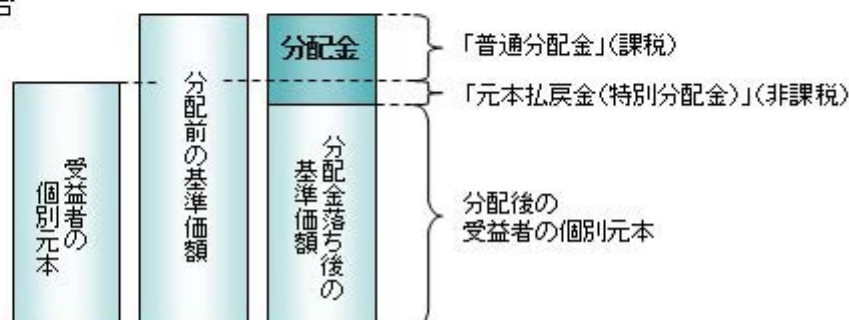 分配金
「普通分配金」(課税)
「元本払戻金(特別分配金)」(非課税)
受益者の
個別元本
分配前の基準価額
分配金落ち後の
基準価額
分配後の
受益者の個別元本